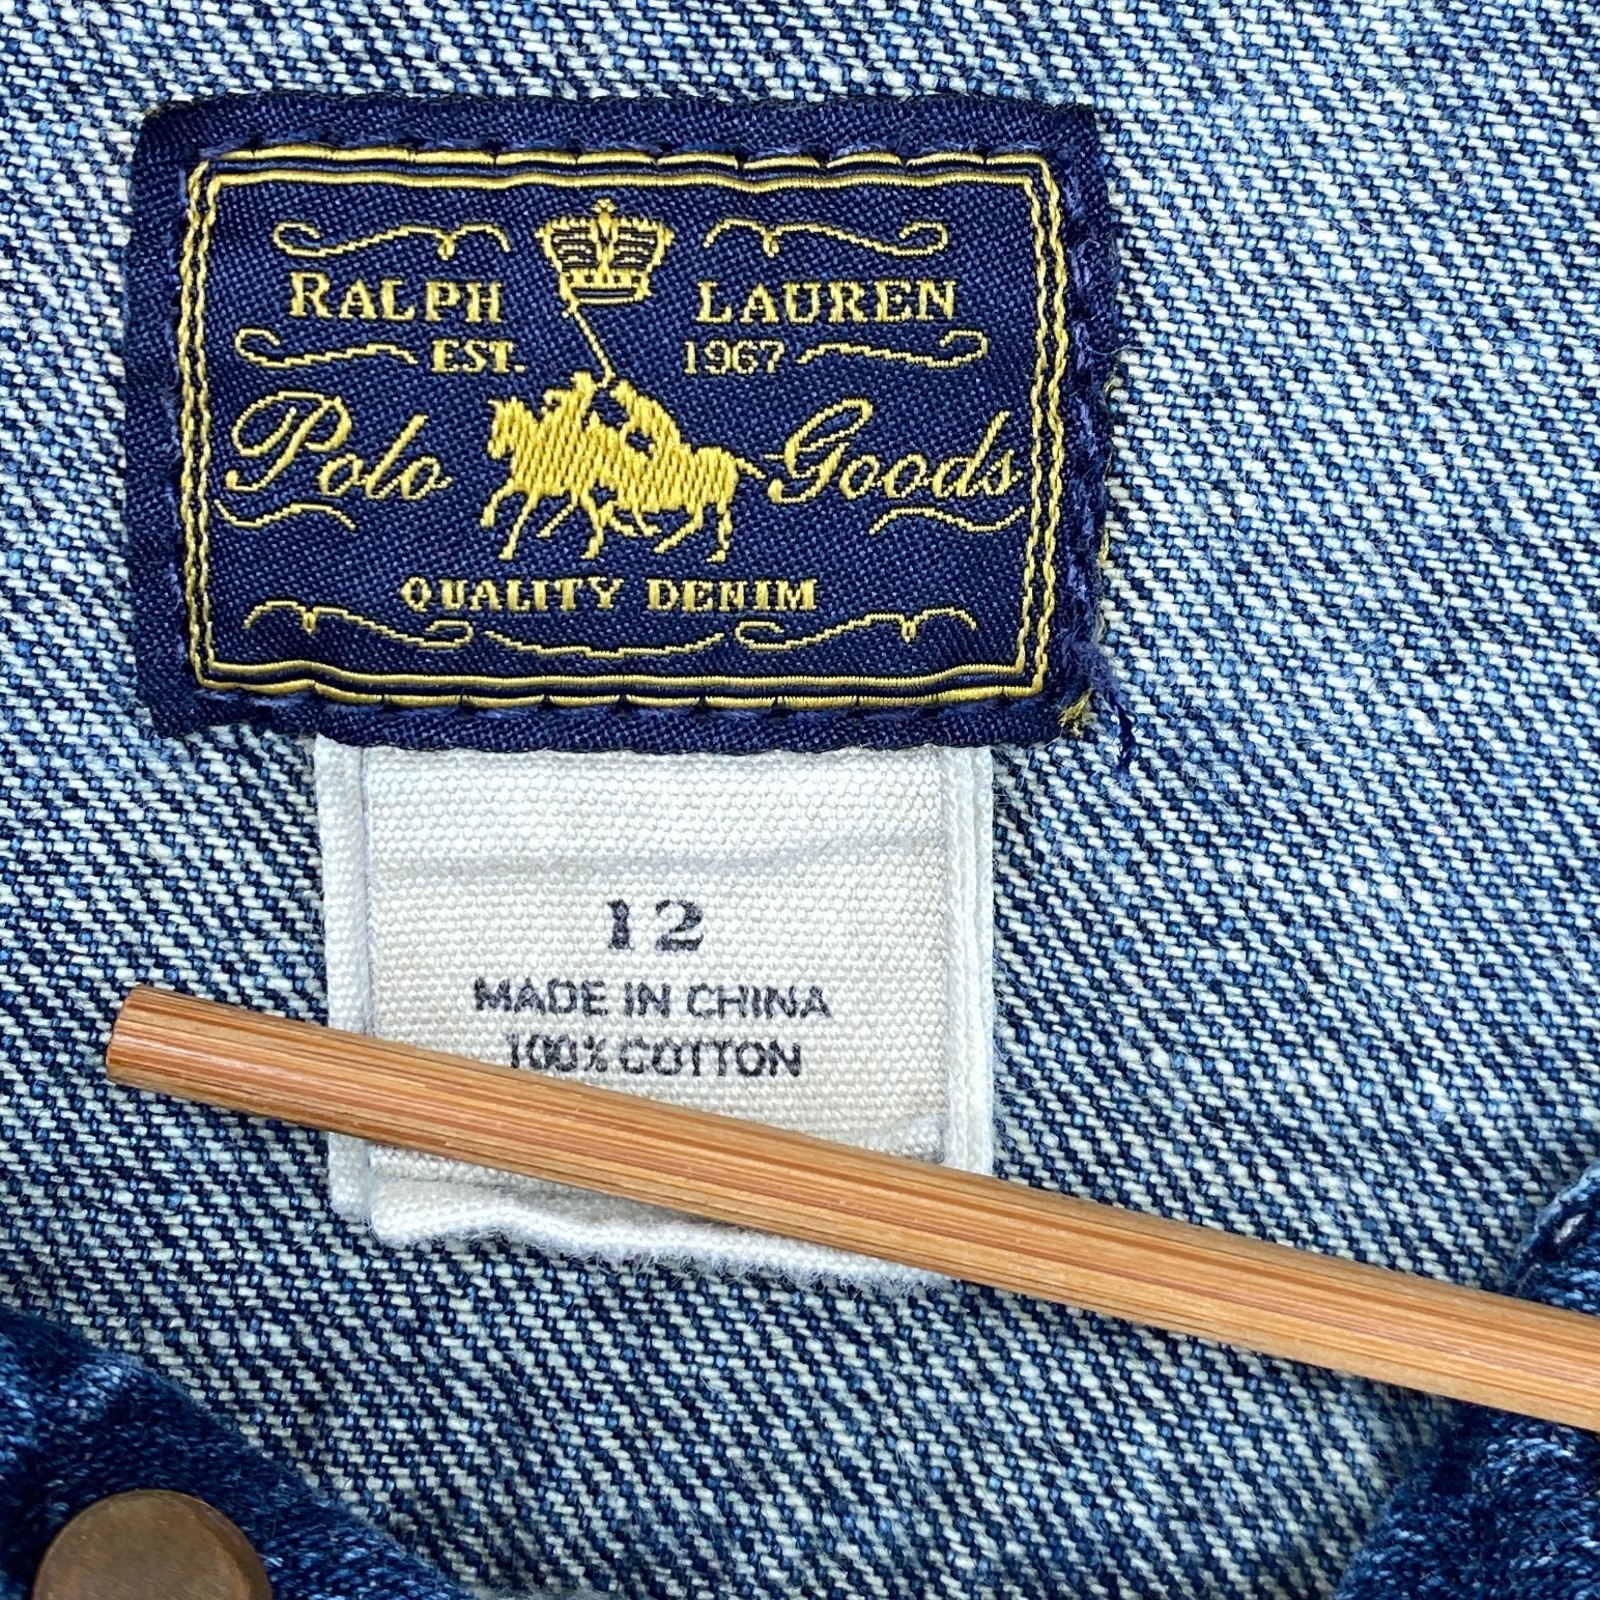 RALPH LAUREN
EST. 1967
Polo Goods
QUALITY DENIM
12
MADE IN CHINA
100% COTTON